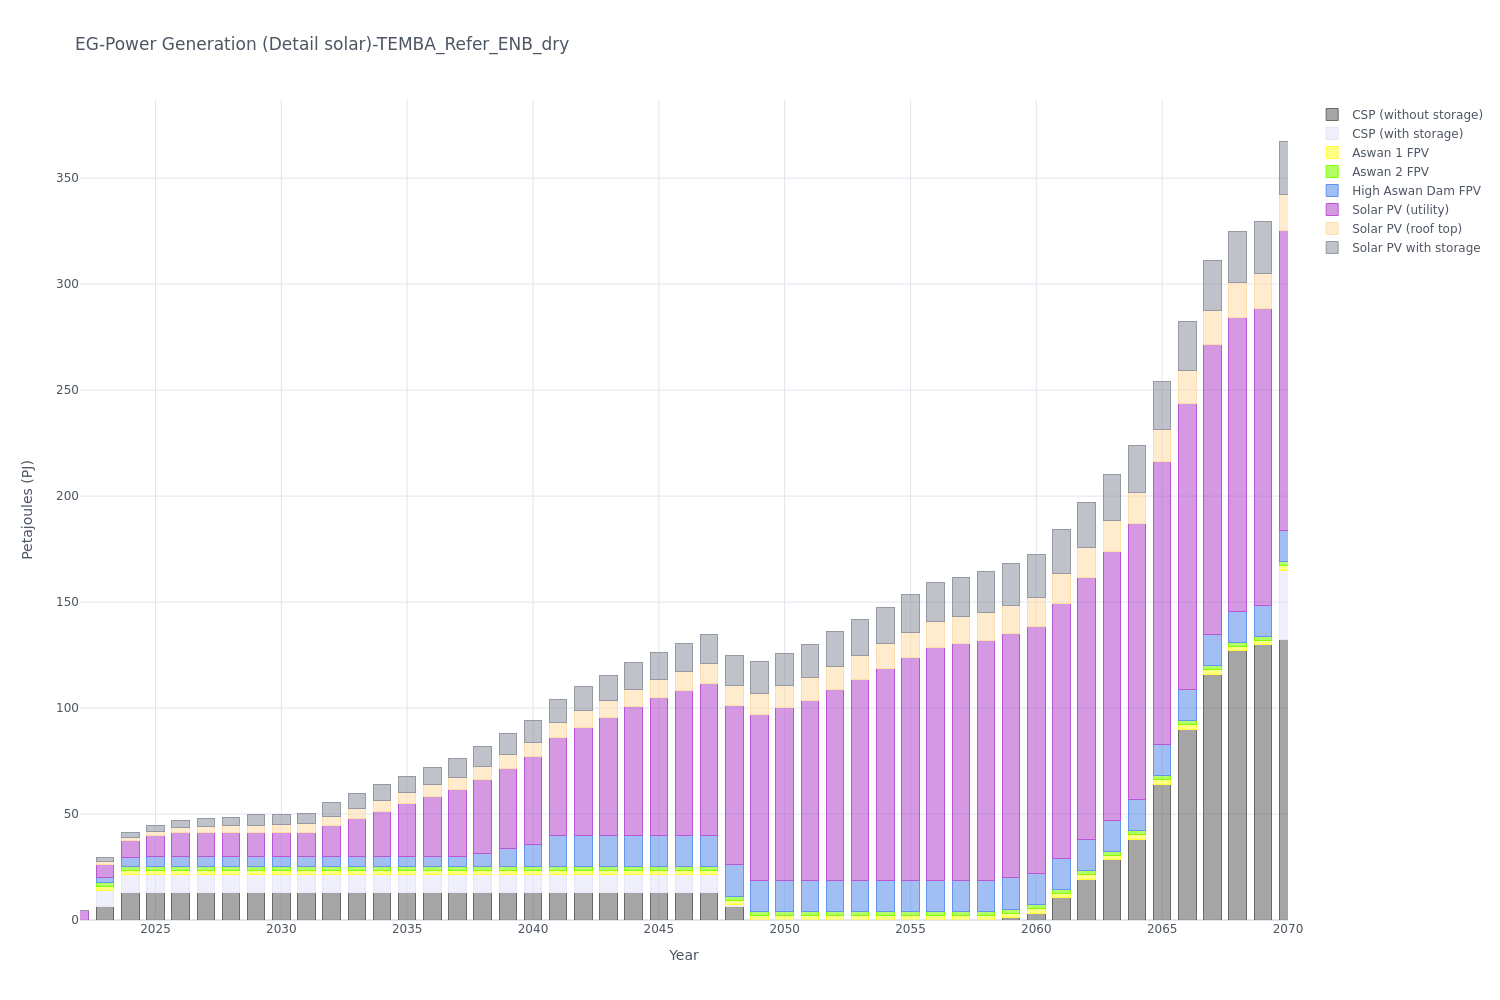 EG-Power Generation (Detail solar)-TEMBA_Refer_ENB_dry
CSP (without storage)
CSP (with storage)
Aswan 1 FPV
Aswan 2 FPV
High Aswan Dam FPV
Solar PV (utility)
Solar PV (roof top)
Solar PV with storage
350
300
250
200
150
100
50
0
Petajoules (PJ)
2025 2030 2035 2040 2045 2050 2055 2060 2065 2070
Year